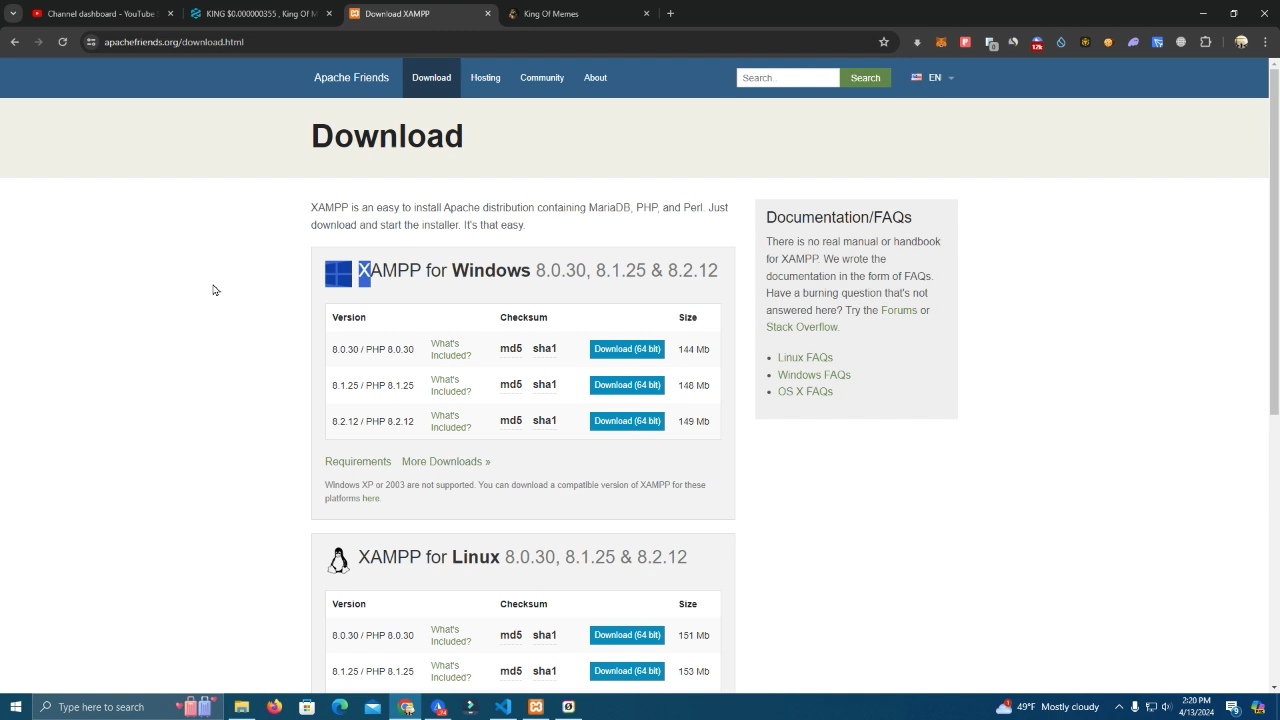 Channel dashboard - YouTube
KING $0.000000355 , King Of M
Download XAMPP
King Of Memes
apachefriends.org/download.html
12k
Apache Friends
Download
Hosting
Community
About
Search..
Search
EN
Download
XAMPP is an easy to install Apache distribution containing MariaDB, PHP, and Perl. Just
download and start the installer. It's that easy.
XAMPP for Windows 8.0.30, 8.1.25 & 8.2.12
Version Checksum Size
8.0.30 / PHP 8.0.30 What's Included? md5 sha1 Download (64 bit) 144 Mb
8.1.25 / PHP 8.1.25 What's Included? md5 sha1 Download (64 bit) 148 Mb
8.2.12 / PHP 8.2.12 What's Included? md5 sha1 Download (64 bit) 149 Mb
Requirements More Downloads »
Windows XP or 2003 are not supported. You can download a compatible version of XAMPP for these
platforms here.
XAMPP for Linux 8.0.30, 8.1.25 & 8.2.12
Version Checksum Size
8.0.30 / PHP 8.0.30 What's Included? md5 sha1 Download (64 bit) 151 Mb
8.1.25 / PHP 8.1.25 What's Included? md5 sha1 Download (64 bit) 153 Mb
Documentation/FAQs
There is no real manual or handbook
for XAMPP. We wrote the
documentation in the form of FAQs.
Have a burning question that's not
answered here? Try the Forums or
Stack Overflow.
Linux FAQs
Windows FAQs
OS X FAQs
Type here to search
49°F Mostly cloudy
2:20 PM
4/13/2024